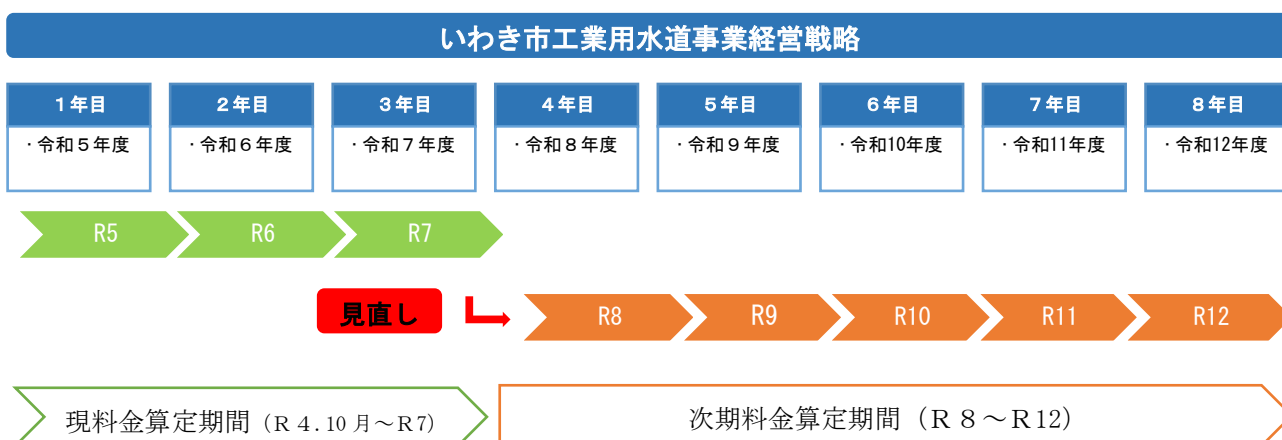 いわき市工業用水道事業経営戦略
１年目 ２年目 ３年目 ４年目 ５年目 ６年目 ７年目 ８年目
・令和５年度 ・令和６年度 ・令和７年度 ・令和８年度 ・令和９年度 ・令和10年度 ・令和11年度 ・令和12年度
R5 R6 R7
見直し R8 R9 R10 R11 R12
現料金算定期間（R４.10月～R7） 次期料金算定期間（R８～R12）